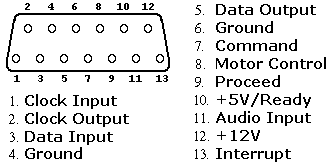 2 4 6 8 10 12
1 3 5 7 9 11 13
1. Clock Input
2. Clock Output
3. Data Input
4. Ground
5. Data Output
6. Ground
7. Command
8. Motor Control
9. Proceed
10. +5V/Ready
11. Audio Input
12. +12V
13. Interrupt